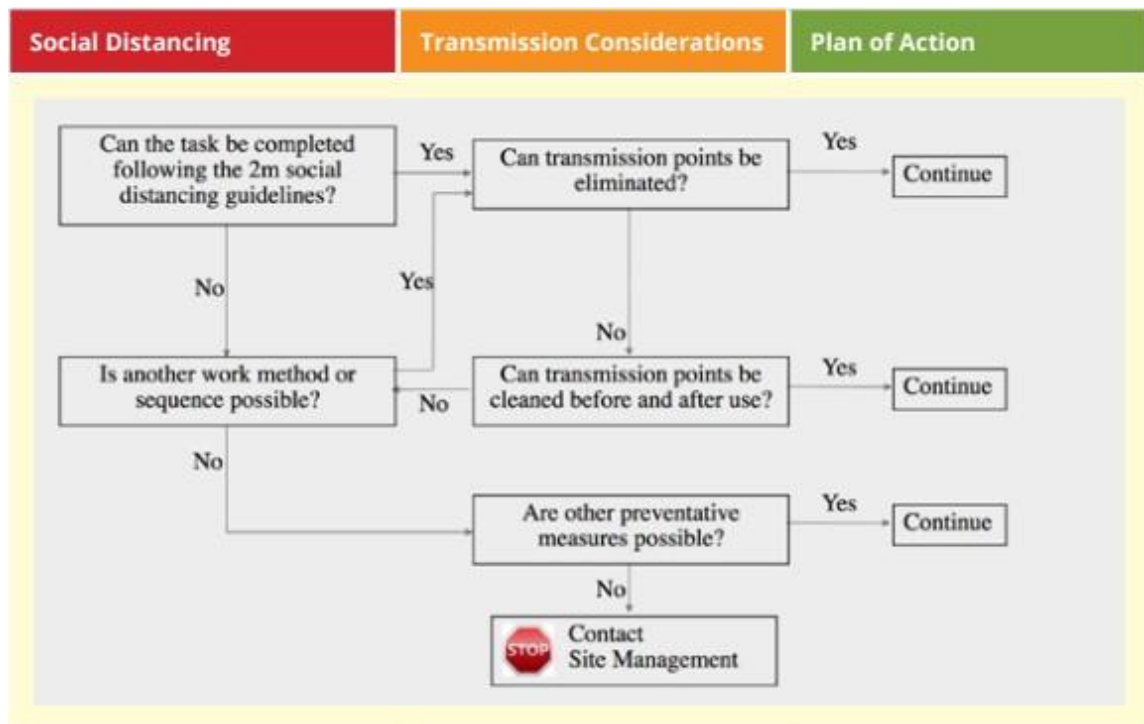 Social Distancing
Transmission Considerations
Plan of Action
Can the task be completed
following the 2m social
distancing guidelines?
Yes
Can transmission points be
eliminated?
Yes
Continue
No
Yes
No
Is another work method or
sequence possible?
No
Can transmission points be
cleaned before and after use?
Yes
Continue
No
Are other preventative
measures possible?
Yes
Continue
No
STOP
Contact
Site Management